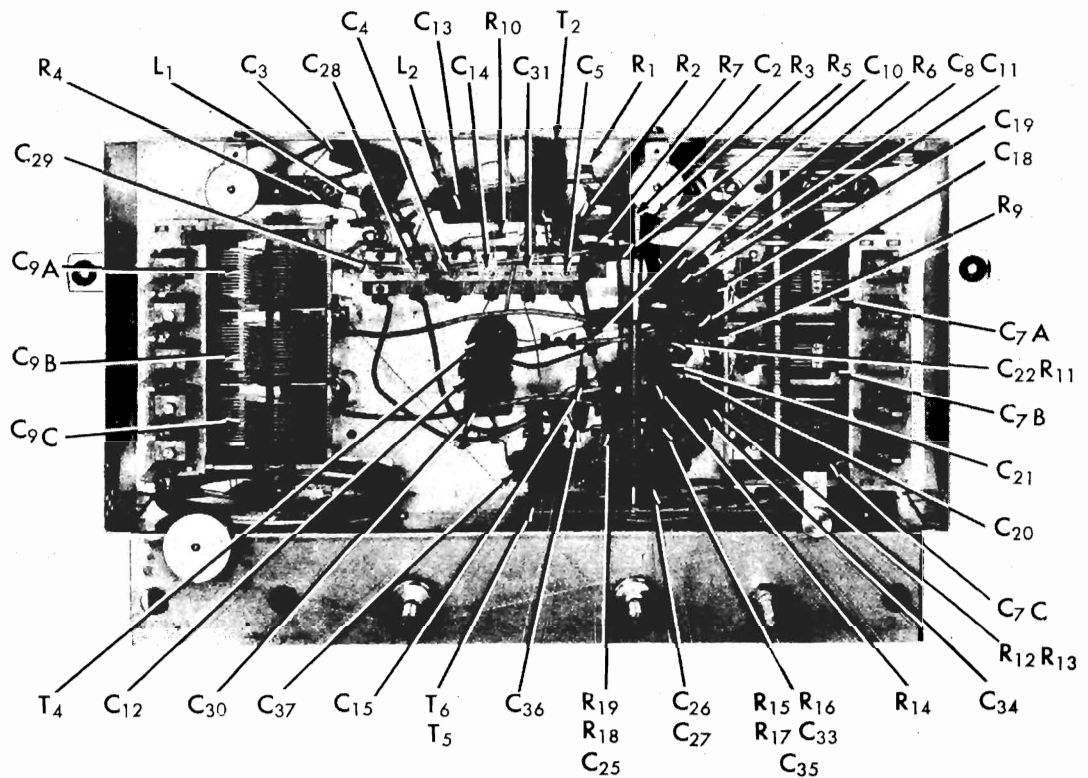 C4 C13 R10 T2
R4 L1 C3 C28 L2 C14 C31 C5 R1 R2 R7 C2 R3 R5 C10 R6 C8 C11
C19
C29
C18
R9
C9A
C7A
C9B
C22 R11
C7B
C9C
C21
C20
C7C
R12 R13
T4 C12 C30 C37 C15 T6 C36 R19 C26 R15 R16 R14 C34
T5 R18 C27 R17 C33
C25 C35